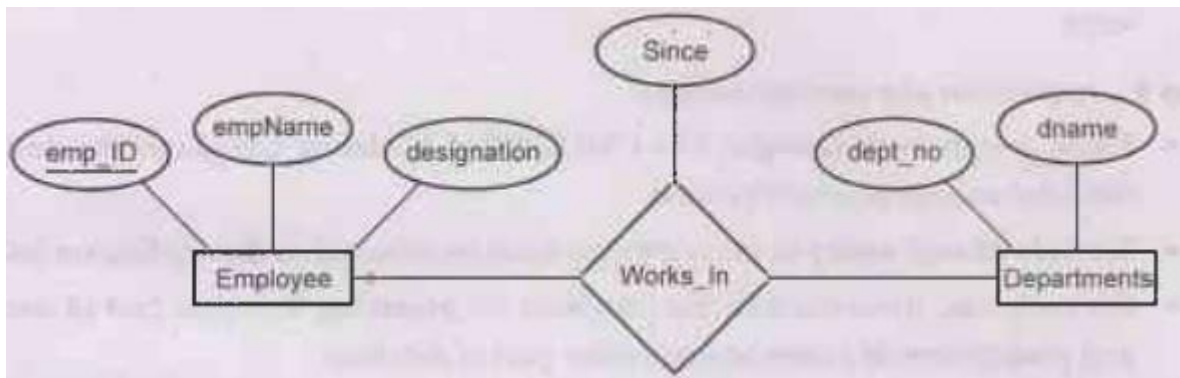 Since
empName
dname
emp_ID
designation
dept_no
Employee
Works_In
Departments